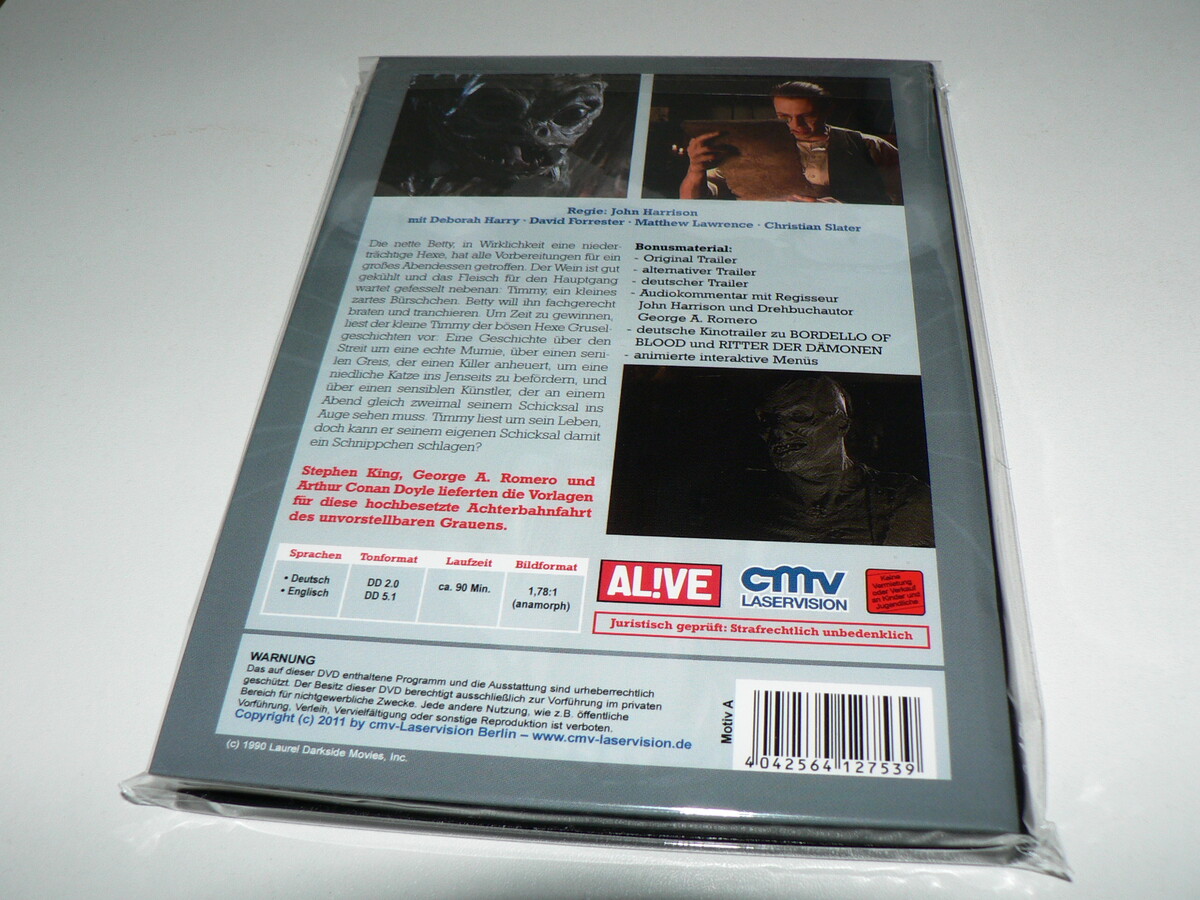 Regie: John Harrison
mit Deborah Harry · David Forrester · Matthew Lawrence · Christian Slater
Die nette Betty, in Wirklichkeit eine nieder-
trächtige Hexe, hat alle Vorbereitungen für ein
großes Abendessen getroffen. Der Wein ist gut
gekühlt und das Fleisch für den Hauptgang
wartet gefesselt nebenan: Timmy, ein kleines
zartes Bürschchen. Betty will ihn fachgerecht
braten und tranchieren. Um Zeit zu gewinnen,
liest der kleine Timmy der bösen Hexe Grusel-
geschichten vor: Eine Geschichte über den
Streit um eine echte Mumie, über einen seni-
len Greis, der einen Killer anheuert, um eine
niedliche Katze ins Jenseits zu befördern, und
über einen sensiblen Künstler, der an einem
Abend gleich zweimal seinem Schicksal ins
Auge sehen muss. Timmy liest um sein Leben,
doch kann er seinem eigenen Schicksal damit
ein Schnippchen schlagen?
Stephen King, George A. Romero und
Arthur Conan Doyle lieferten die Vorlagen
für diese hochbesetzte Achterbahnfahrt
des unvorstellbaren Grauens.
Bonusmaterial:
- Original Trailer
- alternativer Trailer
- deutscher Trailer
- Audiokommentar mit Regisseur
John Harrison und Drehbuchautor
George A. Romero
- deutsche Kinotrailer zu BORDELLO OF
BLOOD und RITTER DER DÄMONEN
- animierte interaktive Menüs
Sprachen Tonformat Laufzeit Bildformat
• Deutsch DD 2.0 ca. 90 Min. 1,78:1
• Englisch DD 5.1 (anamorph)
AL!VE
cmv
LASERVISION
Keine
Vermietung
oder Verkauf
an Kinder und
Jugendliche
Juristisch geprüft: Strafrechtlich unbedenklich
WARNUNG
Das auf dieser DVD enthaltene Programm und die Ausstattung sind urheberrechtlich
geschützt. Der Besitz dieser DVD berechtigt ausschließlich zur Vorführung im privaten
Bereich für nichtgewerbliche Zwecke. Jede andere Nutzung, wie z.B. öffentliche
Vorführung, Verleih, Vervielfältigung oder sonstige Reproduktion ist verboten.
Copyright (c) 2011 by cmv-Laservision Berlin – www.cmv-laservision.de
(c) 1990 Laurel Darkside Movies, Inc.
Motiv A
4 042564 127539